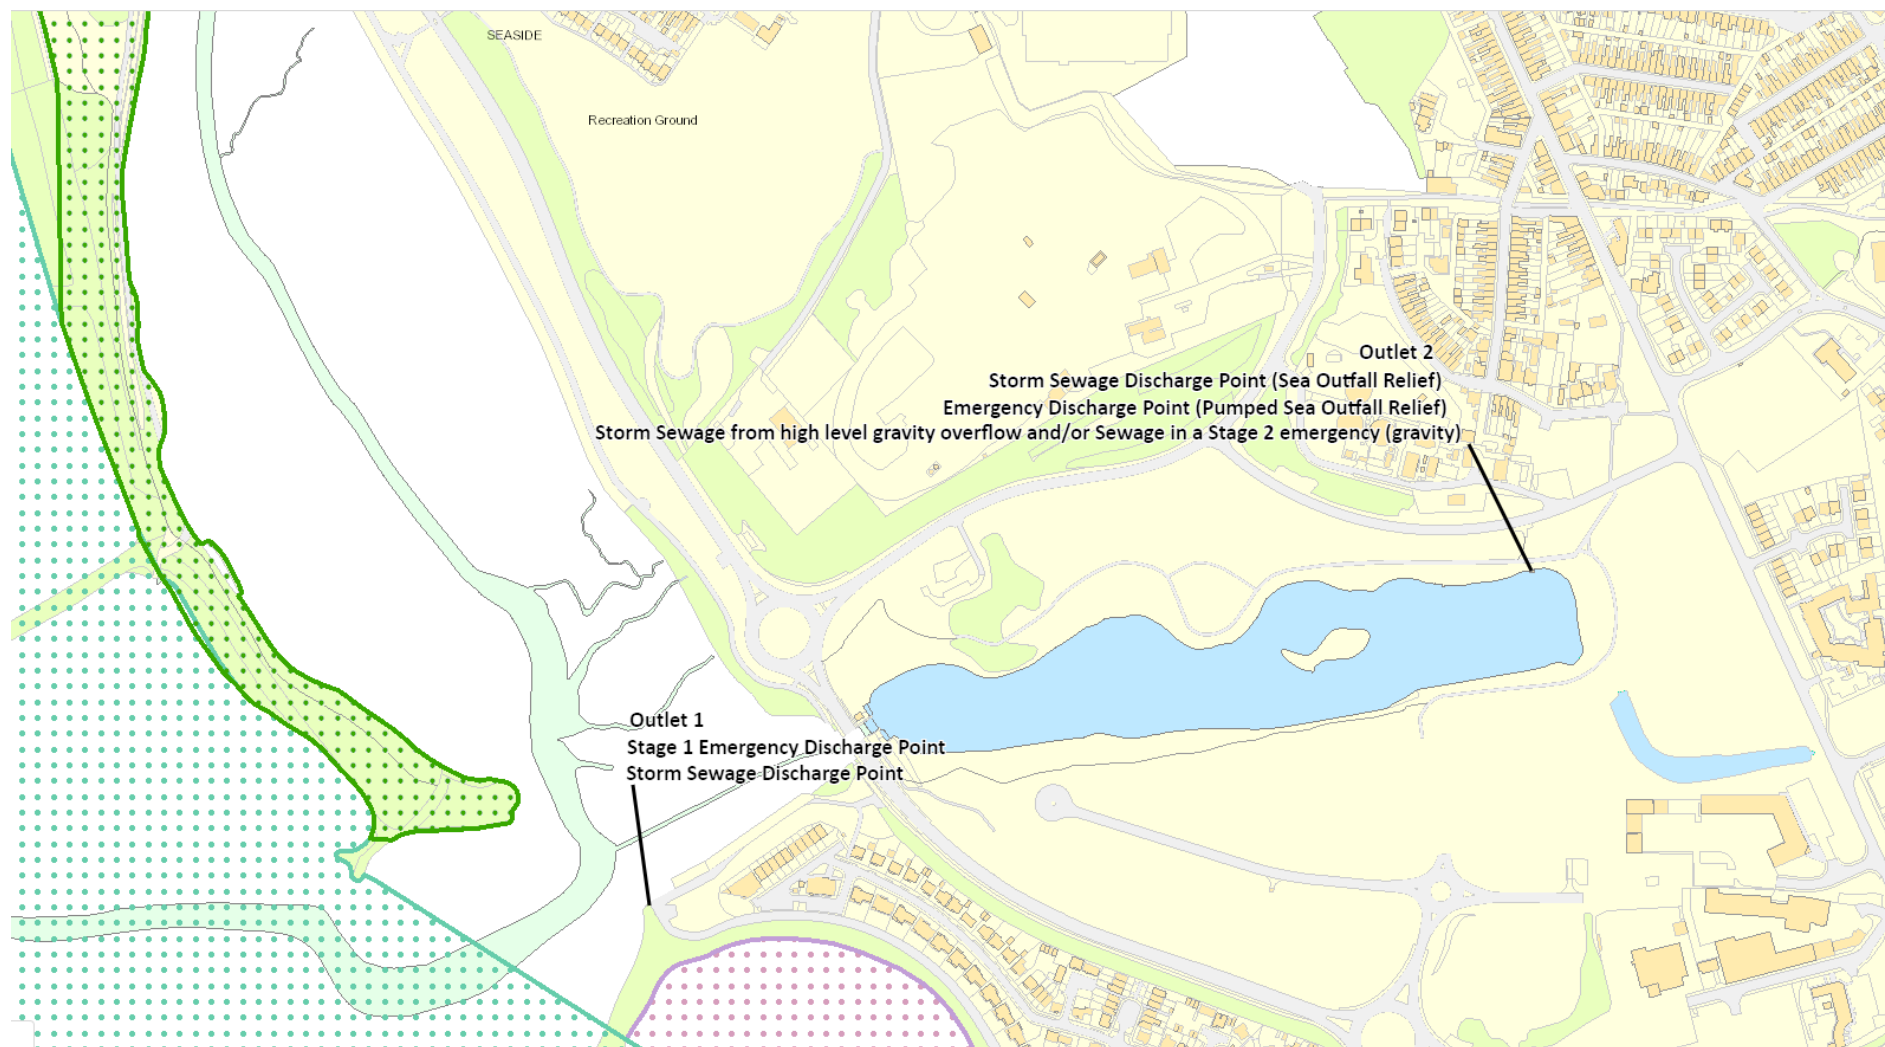 SEASIDE
Recreation Ground
Outlet 2
Storm Sewage Discharge Point (Sea Outfall Relief)
Emergency Discharge Point (Pumped Sea Outfall Relief)
Storm Sewage from high level gravity overflow and/or Sewage in a Stage 2 emergency (gravity)
Outlet 1
Stage 1 Emergency Discharge Point
Storm Sewage Discharge Point